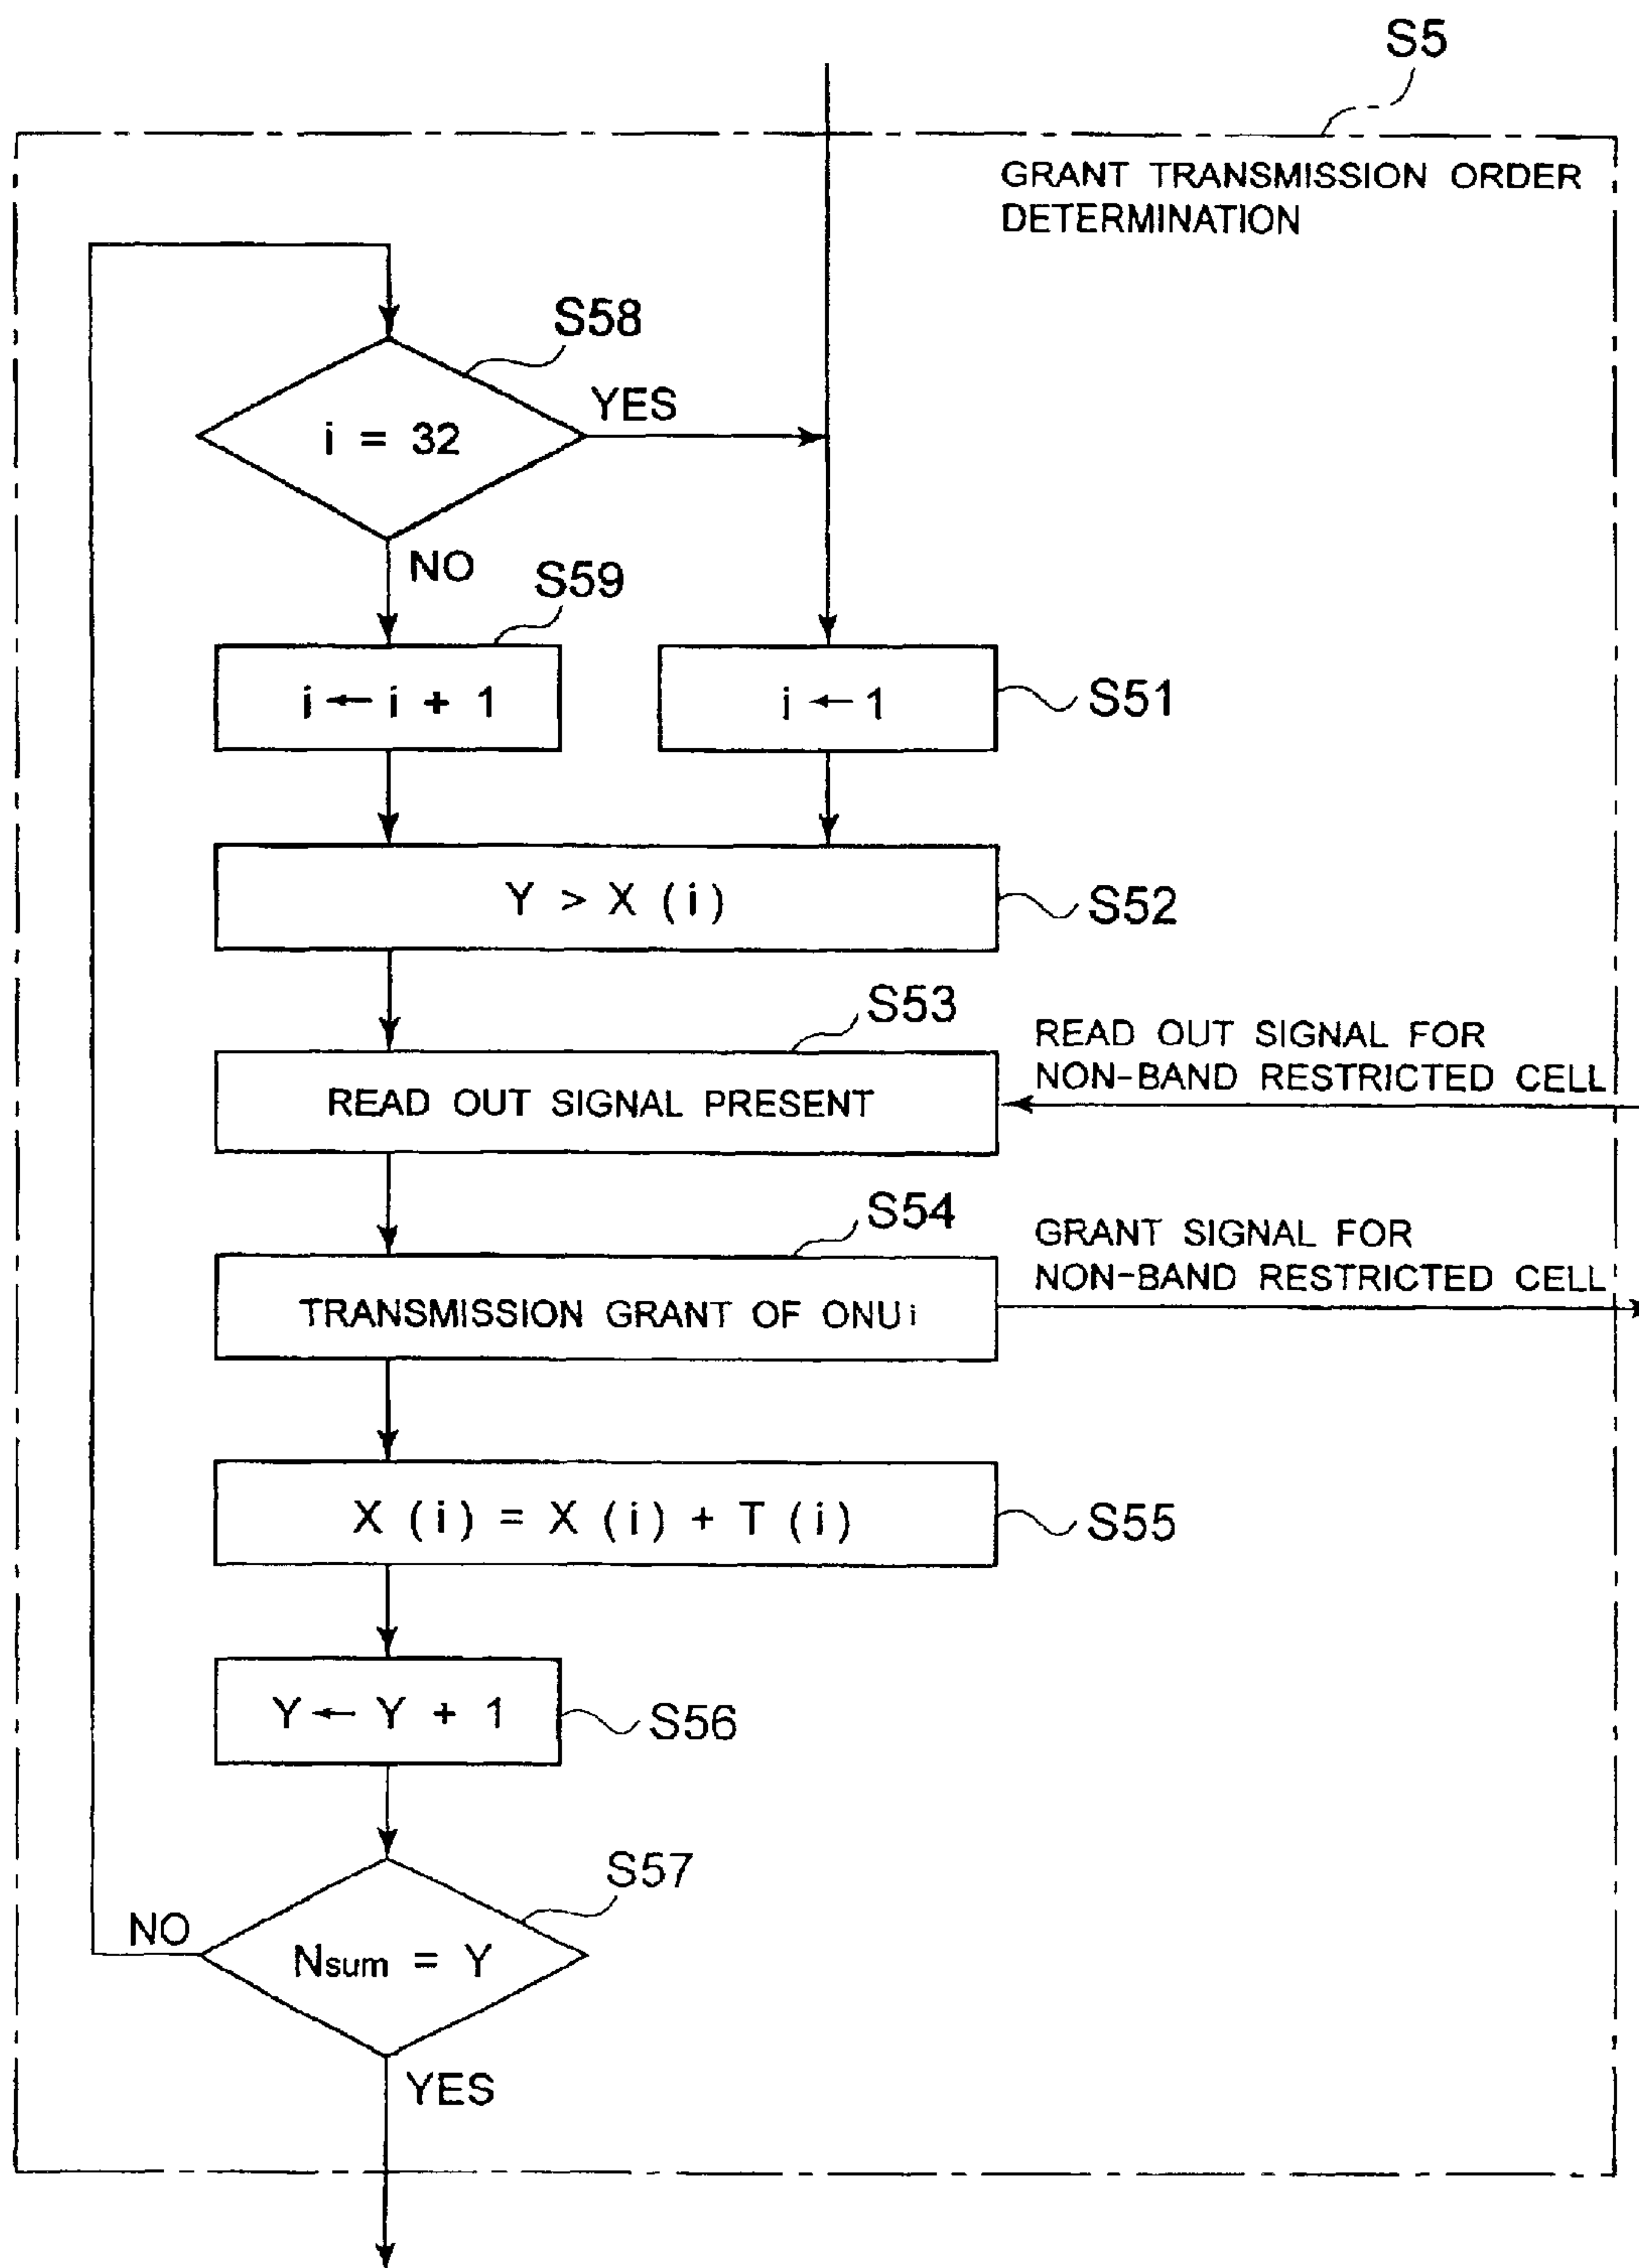 S5
GRANT TRANSMISSION ORDER
DETERMINATION
S58
i = 32
YES
NO
S59
i ← i + 1
i ← 1
S51
Y > X (i)
S52
S53
READ OUT SIGNAL PRESENT
READ OUT SIGNAL FOR
NON-BAND RESTRICTED CELL
S54
TRANSMISSION GRANT OF ONU i
GRANT SIGNAL FOR
NON-BAND RESTRICTED CELL
X (i) = X (i) + T (i)
S55
Y ← Y + 1
S56
S57
NO
Nsum = Y
YES